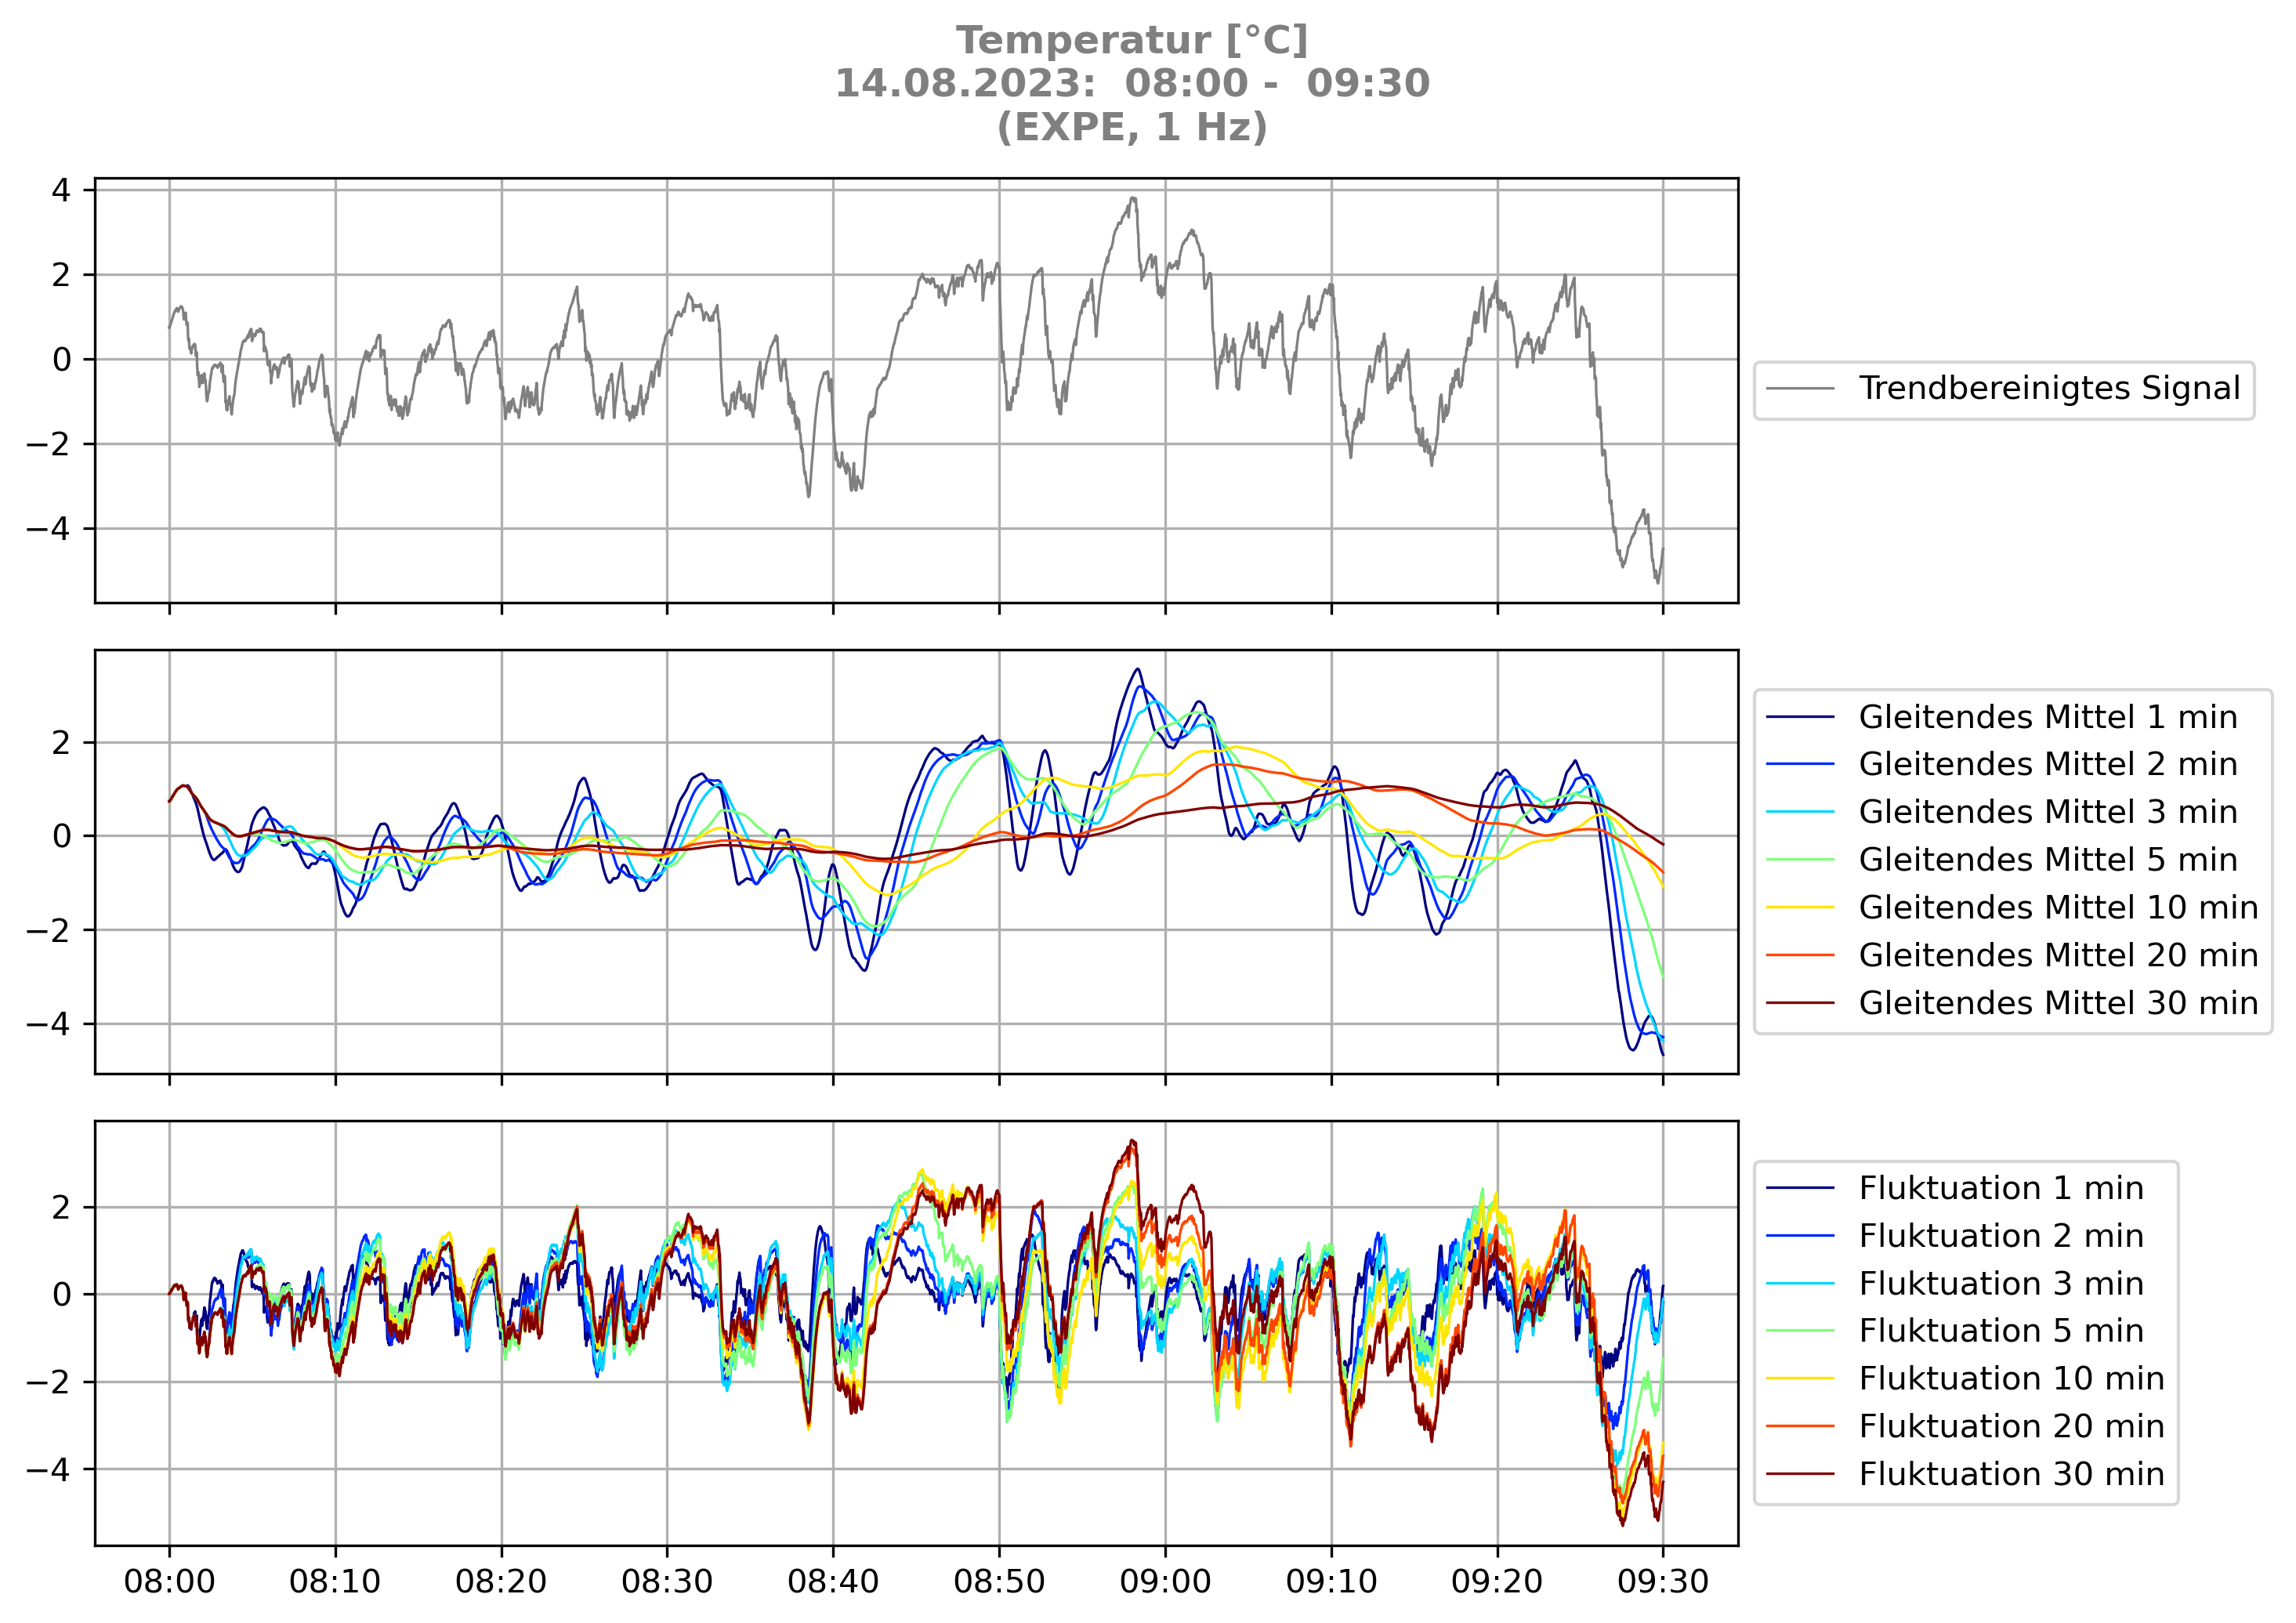 Temperatur [°C]
14.08.2023:  08:00 -  09:30
(EXPE, 1 Hz)
4
2
0
−2
−4
Trendbereinigtes Signal
2
0
−2
−4
Gleitendes Mittel 1 min
Gleitendes Mittel 2 min
Gleitendes Mittel 3 min
Gleitendes Mittel 5 min
Gleitendes Mittel 10 min
Gleitendes Mittel 20 min
Gleitendes Mittel 30 min
2
0
−2
−4
Fluktuation 1 min
Fluktuation 2 min
Fluktuation 3 min
Fluktuation 5 min
Fluktuation 10 min
Fluktuation 20 min
Fluktuation 30 min
08:00 08:10 08:20 08:30 08:40 08:50 09:00 09:10 09:20 09:30